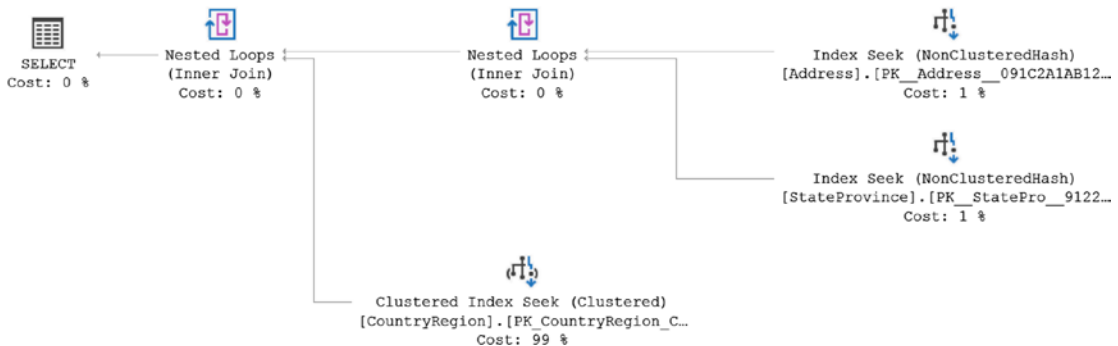 SELECT
Cost: 0 %
Nested Loops
(Inner Join)
Cost: 0 %
Nested Loops
(Inner Join)
Cost: 0 %
Index Seek (NonClusteredHash)
[Address].[PK__Address__091C2A1AB12…
Cost: 1 %
Index Seek (NonClusteredHash)
[StateProvince].[PK__StatePro__9122…
Cost: 1 %
Clustered Index Seek (Clustered)
[CountryRegion].[PK_CountryRegion_C…
Cost: 99 %